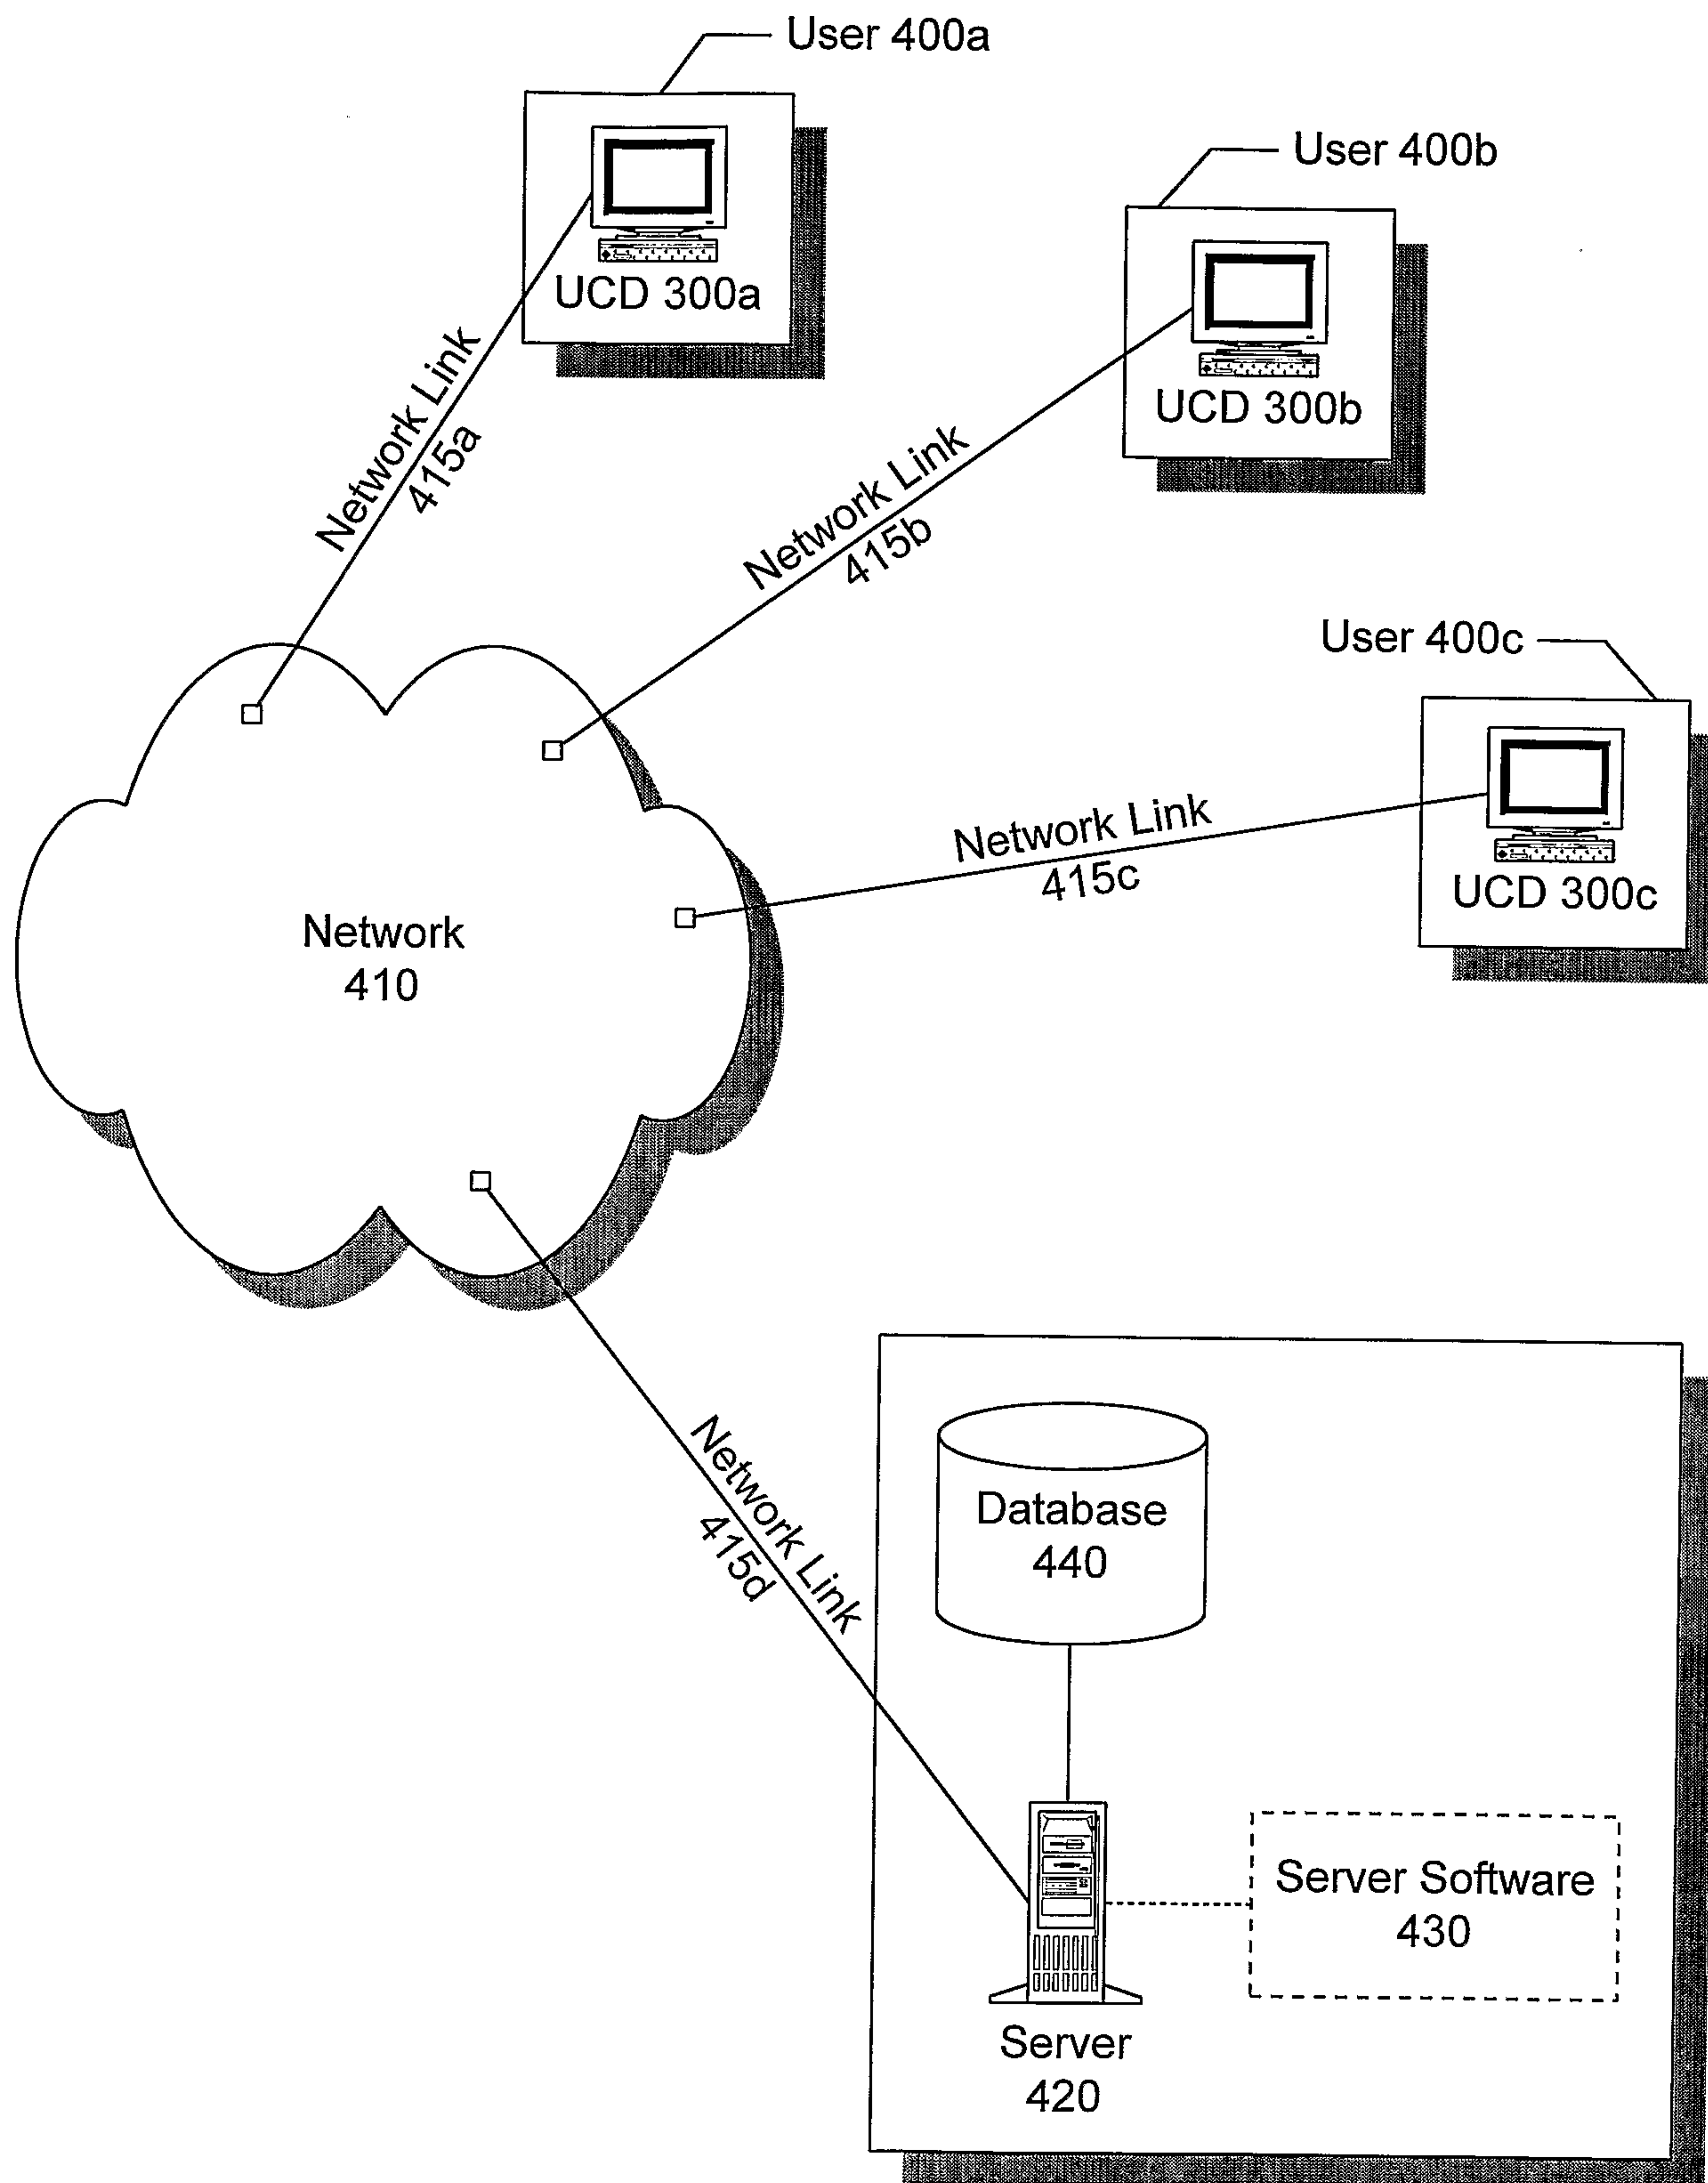 User 400a
UCD 300a
User 400b
UCD 300b
Network Link
415a
Network Link
415b
User 400c
UCD 300c
Network Link
415c
Network
410
Network Link
415d
Database
440
Server Software
430
Server
420